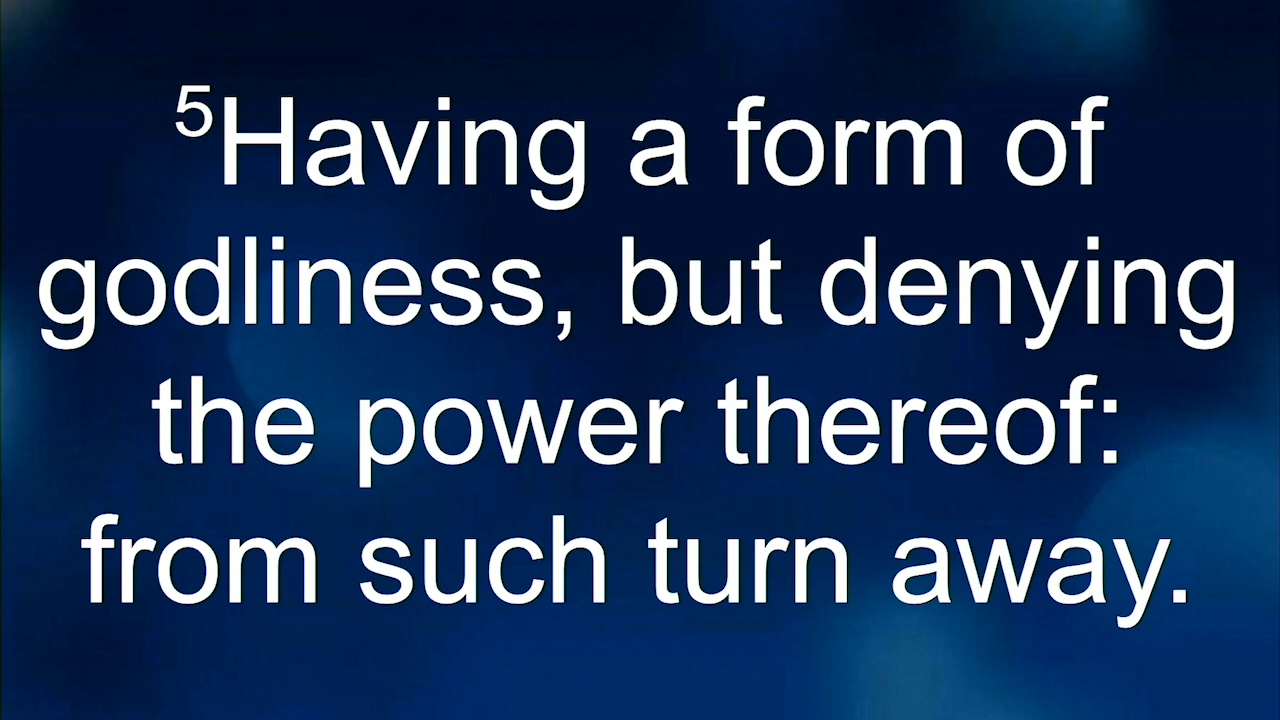 5Having a form of
godliness, but denying
the power thereof:
from such turn away.